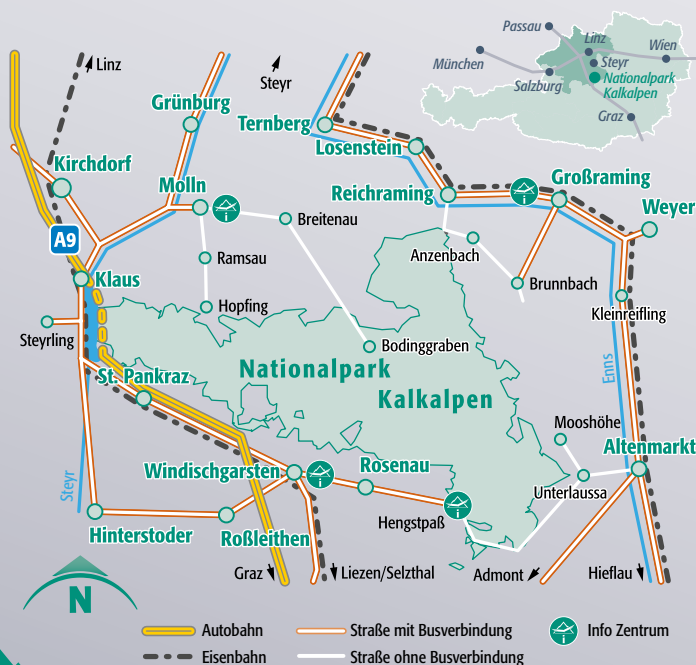 Passau
Linz
Wien
München
Steyr
Salzburg
Nationalpark
Kalkalpen
Graz
Linz
Steyr
Grünburg
Ternberg
Losenstein
Kirchdorf
Molln
Reichraming
Großraming
Weyer
Breitenau
A9
Ramsau
Anzenbach
Klaus
Brunnbach
Hopfing
Kleinreifling
Steyrling
Bodinggraben
St. Pankraz
Nationalpark
Kalkalpen
Enns
Mooshöhe
Altenmarkt
Windischgarsten
Rosenau
Unterlaussa
Steyr
Hengstpaß
Hinterstoder
Roßleithen
Graz
Liezen/Selzthal
Admont
Hieflau
N
Autobahn
Straße mit Busverbindung
i Info Zentrum
Eisenbahn
Straße ohne Busverbindung